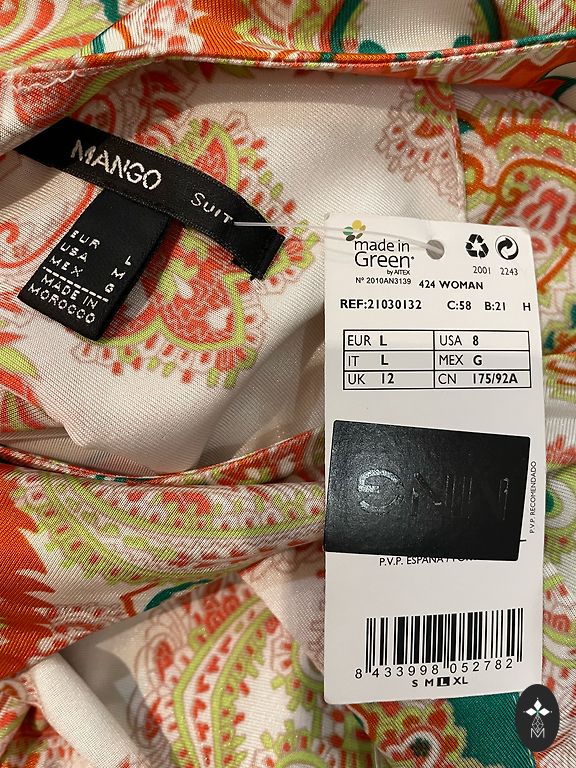 MANGO
SUIT
EUR L
USA M
MEX G
MADE IN
MOROCCO
made in
Green®
by AITEX
Nº 2010AN3139
2001 2243
424 WOMAN
REF:21030132 C:58 B:21 H
EUR L USA 8
IT L MEX G
UK 12 CN 175/92A
P.V.P. RECOMENDADO
P.V.P. ESPAÑA /
8 433998 052782
S M L XL
M